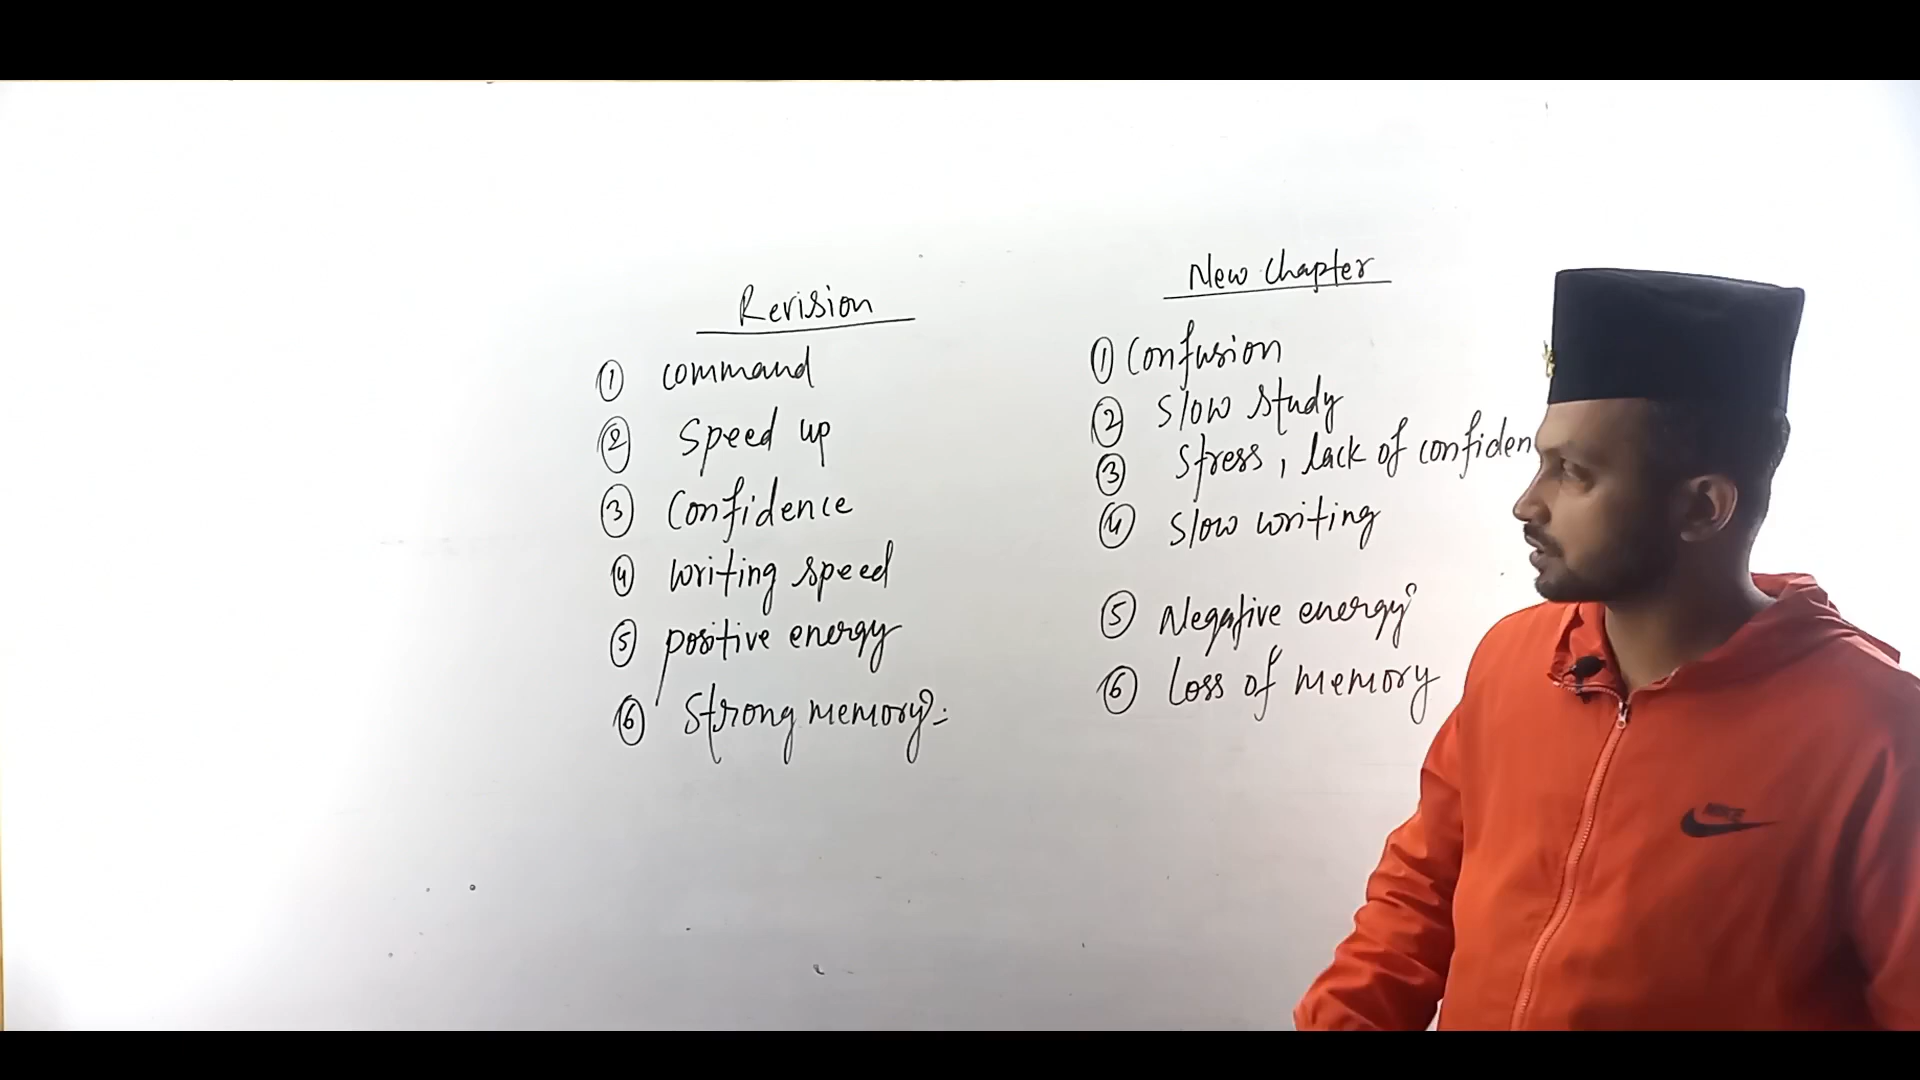 Revision
① command
② Speed up
③ Confidence
④ writing speed
⑤ positive energy
⑥ Strong memory
New Chapter
① Confusion
② Slow study
③ Stress, lack of confiden
④ Slow writing
⑤ Negative energy
⑥ Loss of memory
NIKE